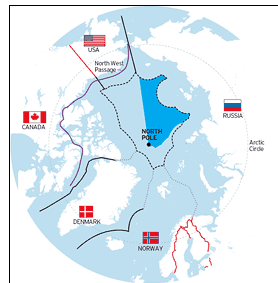 USA
North West
Passage
CANADA
RUSSIA
NORTH
POLE
Arctic
Circle
DENMARK
NORWAY